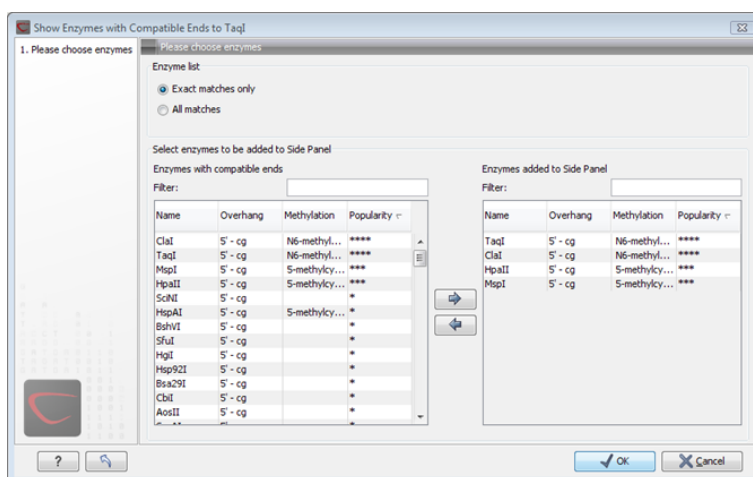 Show Enzymes with Compatible Ends to TaqI
1. Please choose enzymes
Please choose enzymes
Enzyme list
Exact matches only
All matches
Select enzymes to be added to Side Panel
Enzymes with compatible ends
Filter:
Name Overhang Methylation Popularity
ClaI 5' - cg N6-methyl... ****
TaqI 5' - cg N6-methyl... ****
MspI 5' - cg 5-methylcy... ***
HpaII 5' - cg 5-methylcy... ***
SciNI 5' - cg *
HspAI 5' - cg 5-methylcy... *
BshVI 5' - cg *
SfuI 5' - cg *
HgiI 5' - cg *
Hsp92I 5' - cg *
Bsa29I 5' - cg *
CbiI 5' - cg *
AosII 5' - cg *
Enzymes added to Side Panel
Filter:
Name Overhang Methylation Popularity
TaqI 5' - cg N6-methyl... ****
ClaI 5' - cg N6-methyl... ****
HpaII 5' - cg 5-methylcy... ***
MspI 5' - cg 5-methylcy... ***
?
OK
Cancel